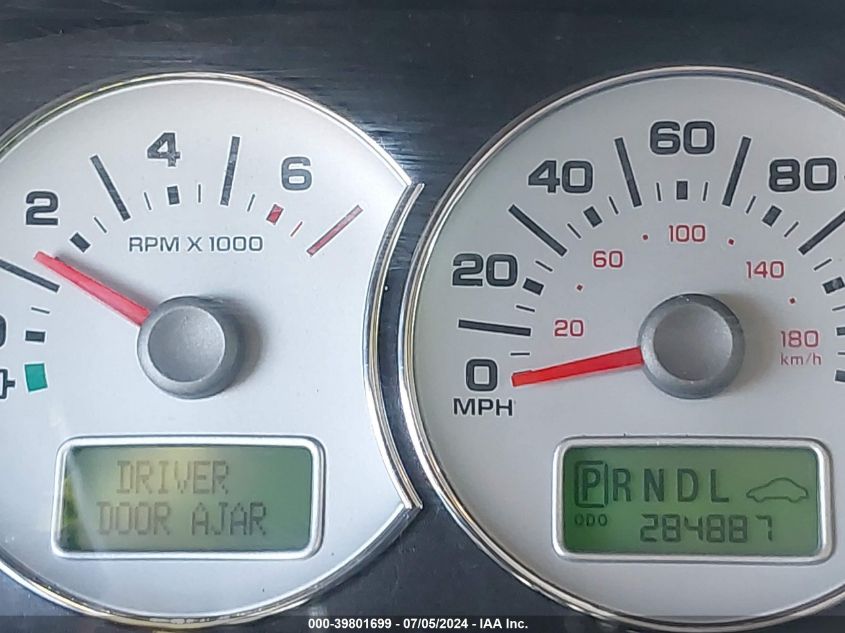 2
4
6
RPM X 1000
0
DRIVER
DOOR AJAR
0
20
40
60
80
MPH
20
60
100
140
180
km/h
PRNDL
ODO
284887
000-39801699 - 07/05/2024 - IAA Inc.